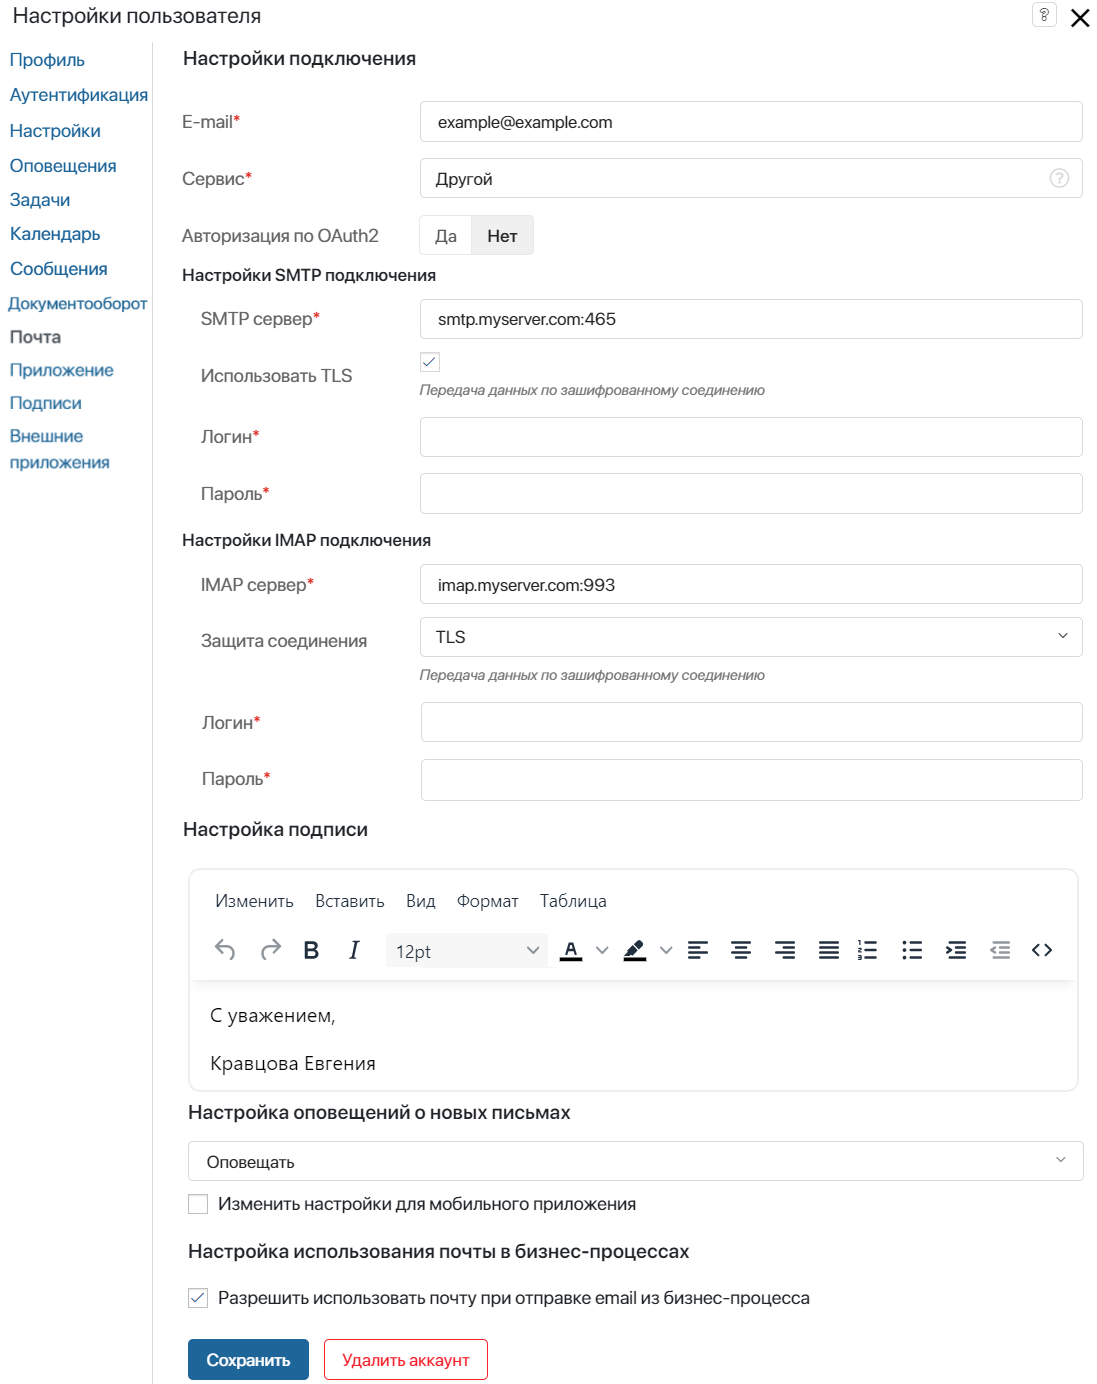 Настройки пользователя
?
Профиль
Аутентификация
Настройки
Оповещения
Задачи
Календарь
Сообщения
Документооборот
Почта
Приложение
Подписи
Внешние
приложения
Настройки подключения
E-mail* example@example.com
Сервис* Другой ?
Авторизация по OAuth2 Да Нет
Настройки SMTP подключения
SMTP сервер* smtp.myserver.com:465
Использовать TLS
Передача данных по зашифрованному соединению
Логин*
Пароль*
Настройки IMAP подключения
IMAP сервер* imap.myserver.com:993
Защита соединения TLS
Передача данных по зашифрованному соединению
Логин*
Пароль*
Настройка подписи
Изменить Вставить Вид Формат Таблица
B I 12pt A
С уважением,
Кравцова Евгения
Настройка оповещений о новых письмах
Оповещать
Изменить настройки для мобильного приложения
Настройка использования почты в бизнес-процессах
Разрешить использовать почту при отправке email из бизнес-процесса
Сохранить Удалить аккаунт